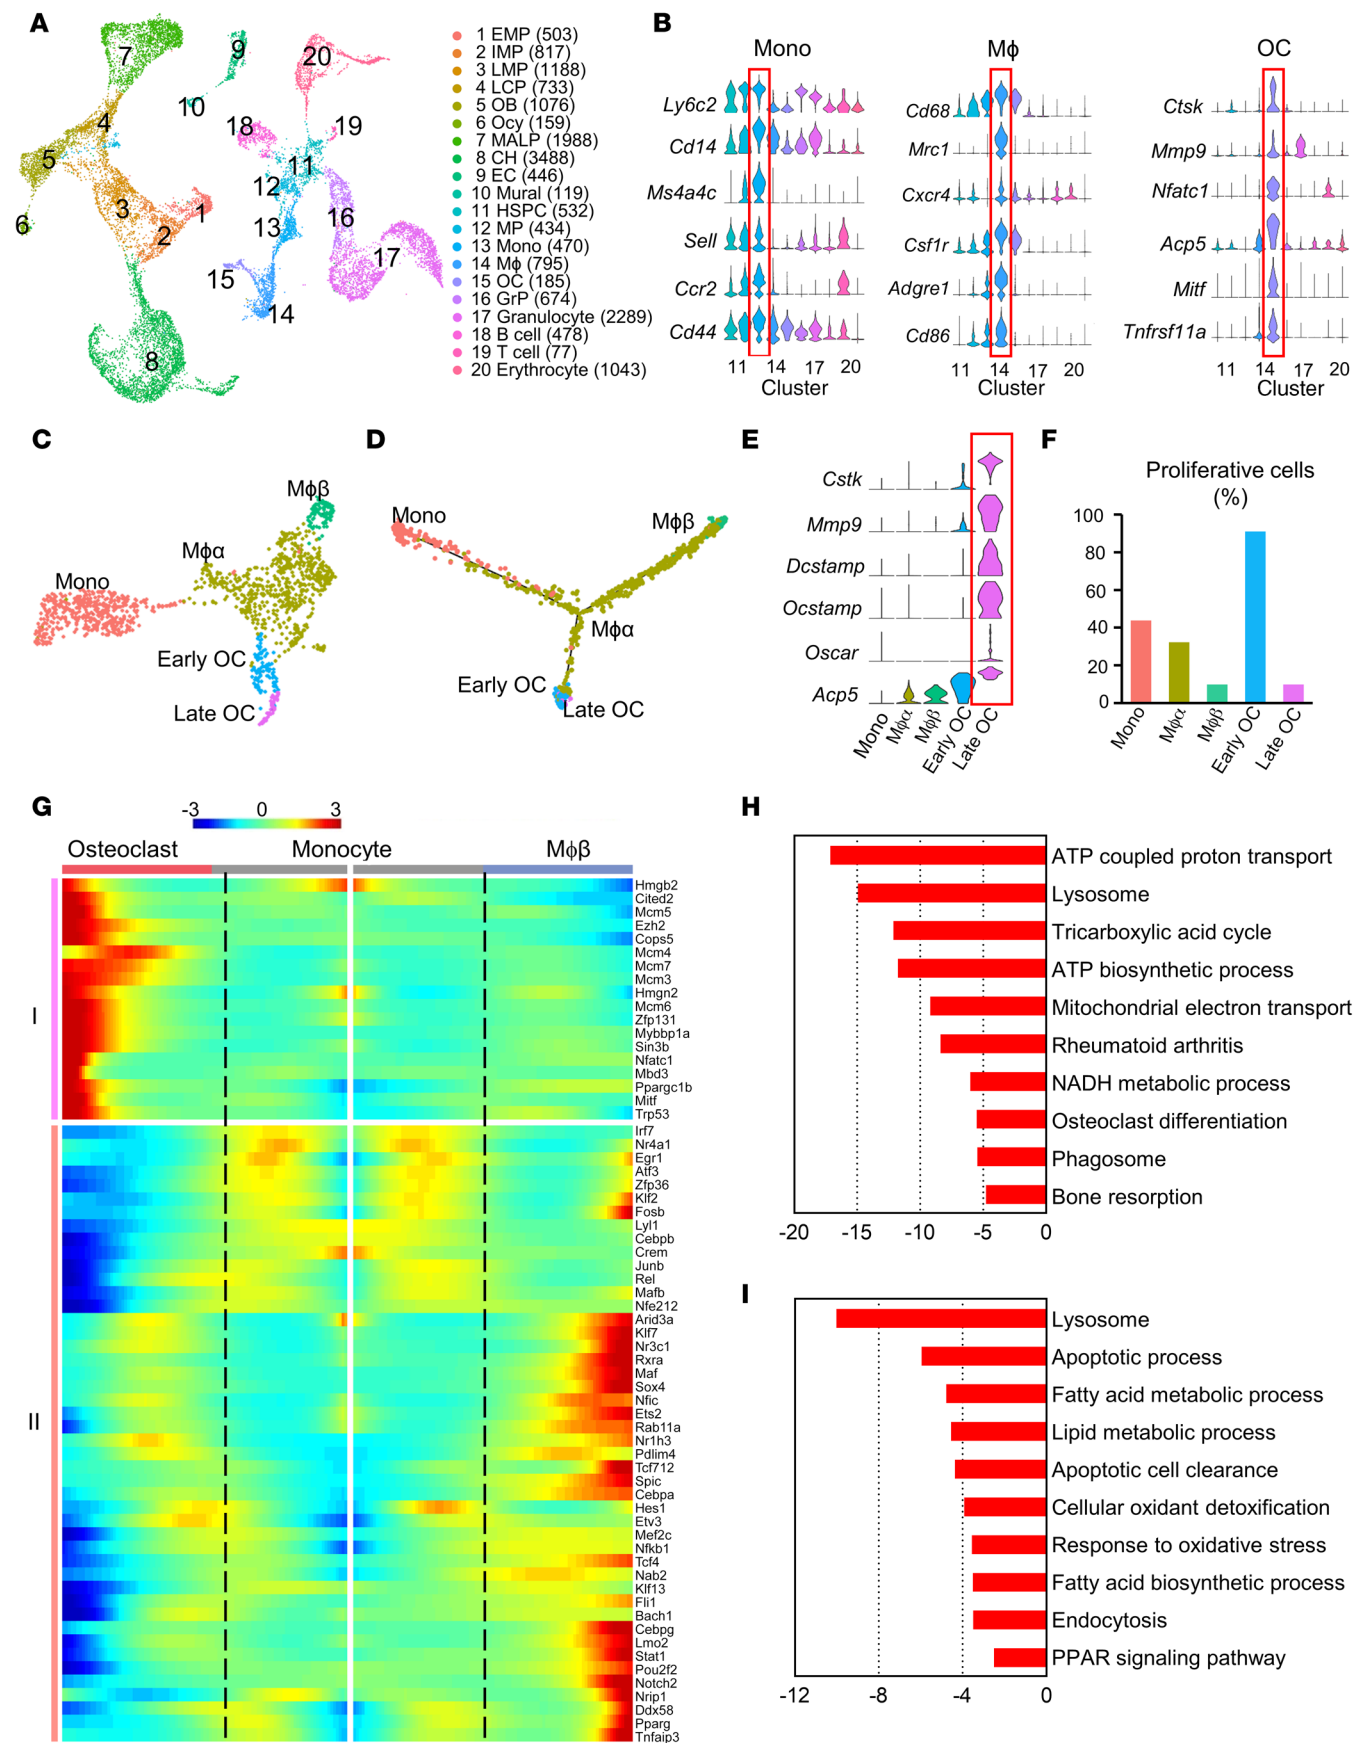 A
7
9
10
20
4
18
19
5
11
12
3
1
6
2
13
16
15
17
14
8
1 EMP (503)
2 IMP (817)
3 LMP (1188)
4 LCP (733)
5 OB (1076)
6 Ocy (159)
7 MALP (1988)
8 CH (3488)
9 EC (446)
10 Mural (119)
11 HSPC (532)
12 MP (434)
13 Mono (470)
14 Mϕ (795)
15 OC (185)
16 GrP (674)
17 Granulocyte (2289)
18 B cell (478)
19 T cell (77)
20 Erythrocyte (1043)
B
Mono
Ly6c2
Cd14
Ms4a4c
Sell
Ccr2
Cd44
11 14 17 20
Cluster
Mϕ
Cd68
Mrc1
Cxcr4
Csf1r
Adgre1
Cd86
11 14 17 20
Cluster
OC
Ctsk
Mmp9
Nfatc1
Acp5
Mitf
Tnfrsf11a
11 14 17 20
Cluster
C
Mϕβ
Mϕα
Mono
Early OC
Late OC
D
Mono
Mϕβ
Mϕα
Early OC
Late OC
E
Cstk
Mmp9
Dcstamp
Ocstamp
Oscar
Acp5
Mono
Mϕα
Mϕβ
Early OC
Late OC
F
Proliferative cells
(%)
100
80
60
40
20
0
Mono
Mϕα
Mϕβ
Early OC
Late OC
G
-3 0 3
Osteoclast Monocyte Mϕβ
I
Hmgb2
Cited2
Mcm5
Ezh2
Cops5
Mcm4
Mcm7
Mcm3
Hmgn2
Mcm6
Zfp131
Mybbp1a
Sin3b
Nfatc1
Mbd3
Ppargc1b
Mitf
Trp53
II
Irf7
Nr4a1
Egr1
Atf3
Zfp36
Klf2
Fosb
Lyl1
Cebpb
Crem
Junb
Rel
Mafb
Nfe212
Arid3a
Klf7
Nr3c1
Rxra
Maf
Sox4
Nfic
Ets2
Rab11a
Nr1h3
Pdlim4
Tcf712
Spic
Cebpa
Hes1
Etv3
Mef2c
Nfkb1
Tcf4
Nab2
Klf13
Fli1
Bach1
Cebpg
Lmo2
Stat1
Pou2f2
Notch2
Nrip1
Ddx58
Pparg
Tnfaip3
H
ATP coupled proton transport
Lysosome
Tricarboxylic acid cycle
ATP biosynthetic process
Mitochondrial electron transport
Rheumatoid arthritis
NADH metabolic process
Osteoclast differentiation
Phagosome
Bone resorption
-20 -15 -10 -5 0
I
Lysosome
Apoptotic process
Fatty acid metabolic process
Lipid metabolic process
Apoptotic cell clearance
Cellular oxidant detoxification
Response to oxidative stress
Fatty acid biosynthetic process
Endocytosis
PPAR signaling pathway
-12 -8 -4 0